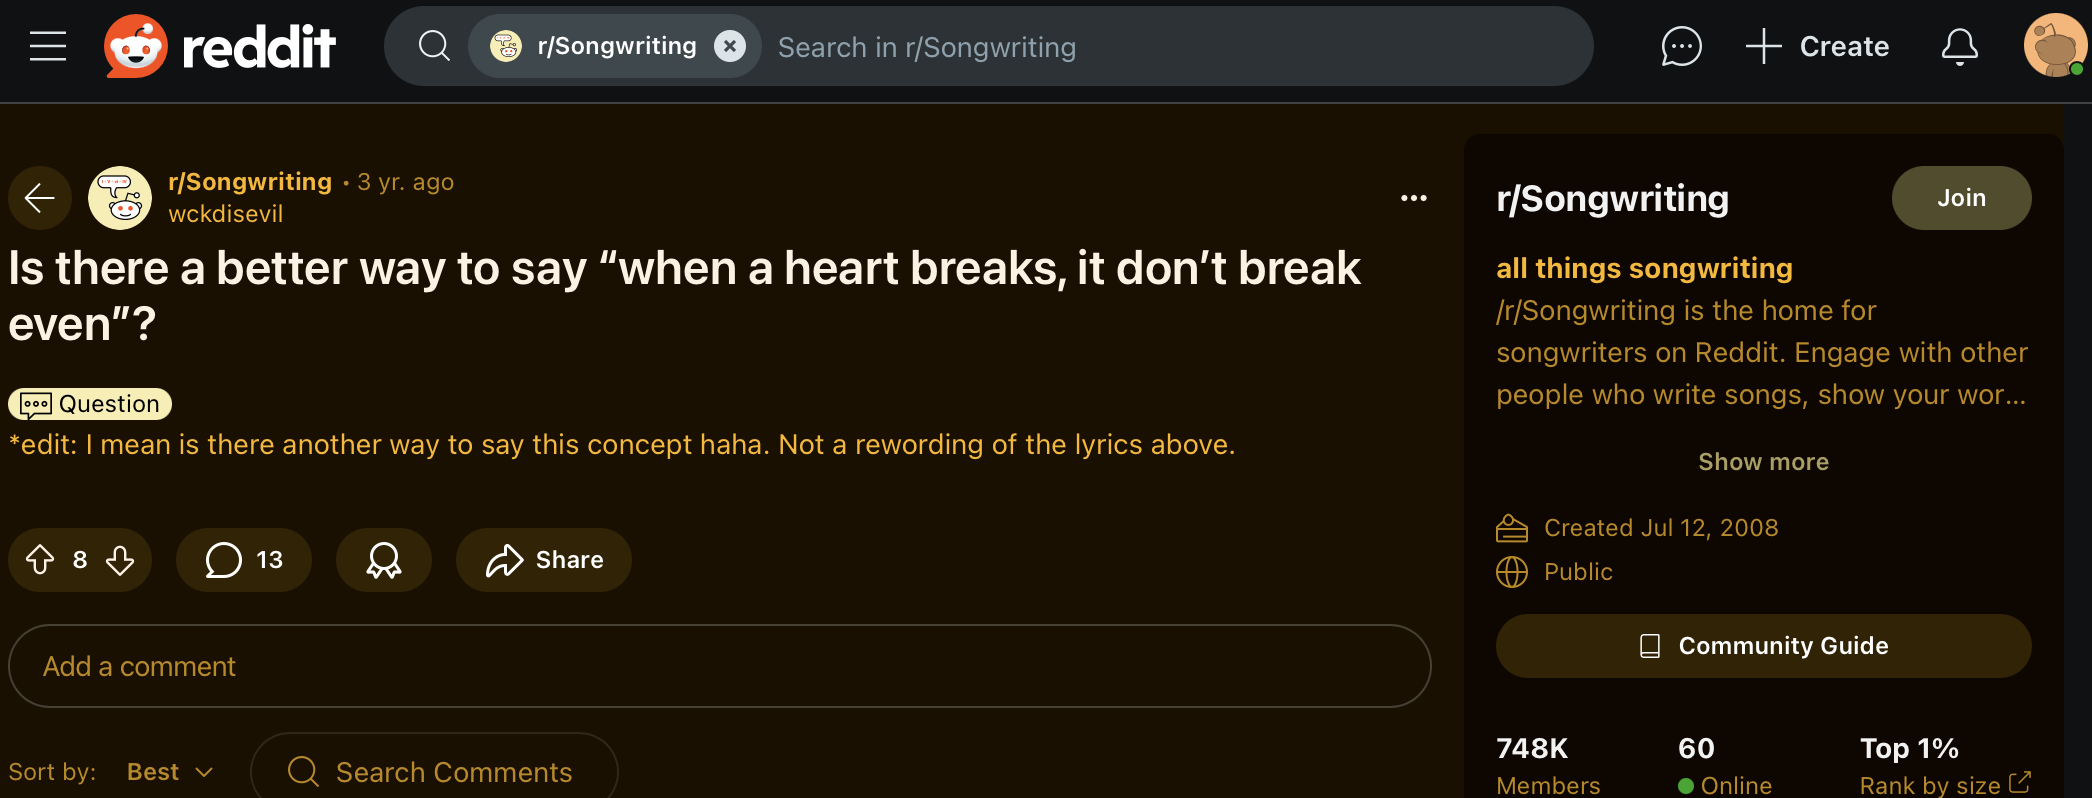 reddit
r/Songwriting
Search in r/Songwriting
Create
r/Songwriting • 3 yr. ago
wckdisevil
Is there a better way to say “when a heart breaks, it don’t break
even”?
Question
*edit: I mean is there another way to say this concept haha. Not a rewording of the lyrics above.
8
13
Share
Add a comment
Sort by: Best
Search Comments
r/Songwriting
Join
all things songwriting
/r/Songwriting is the home for
songwriters on Reddit. Engage with other
people who write songs, show your wor...
Show more
Created Jul 12, 2008
Public
Community Guide
748K 60 Top 1%
Members Online Rank by size